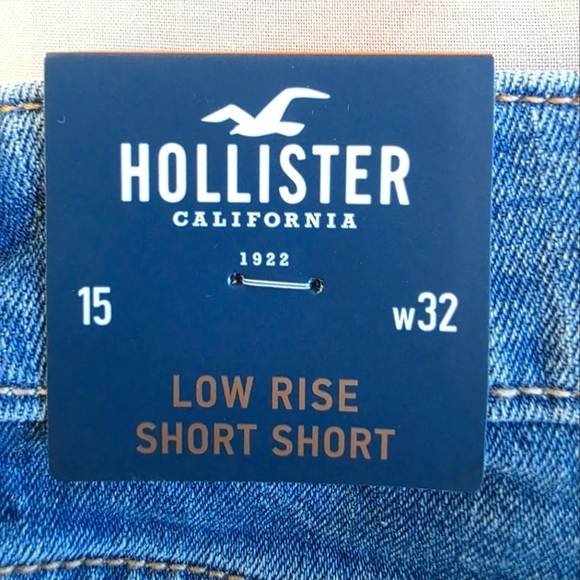 HOLLISTER
CALIFORNIA
1922
15 w32
LOW RISE
SHORT SHORT